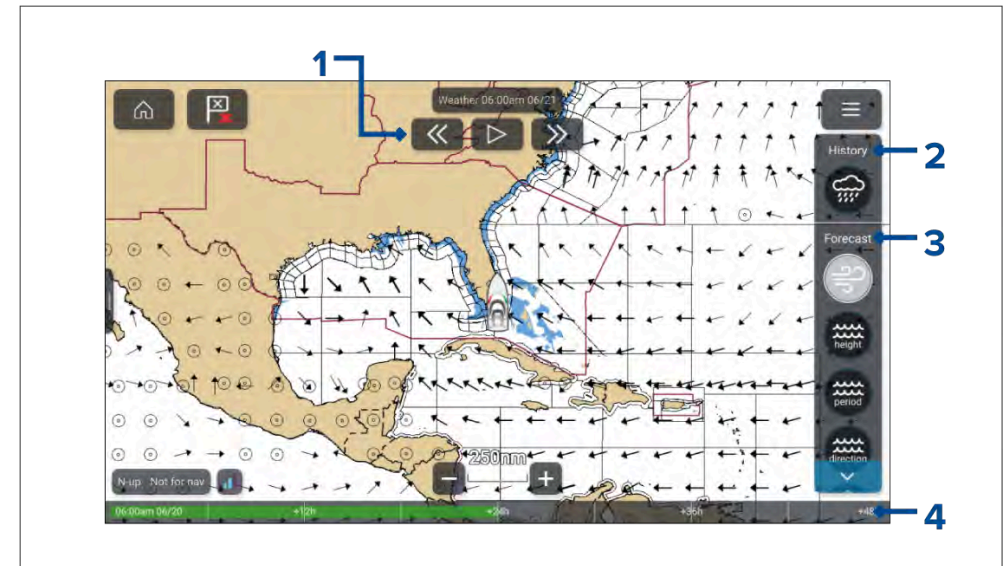 1
Weather 06:00am 06/21
History
2
Forecast
3
height
period
direction
250nm
N-up Not for nav
06:00am 06/20 +12h +24h +36h +48
4